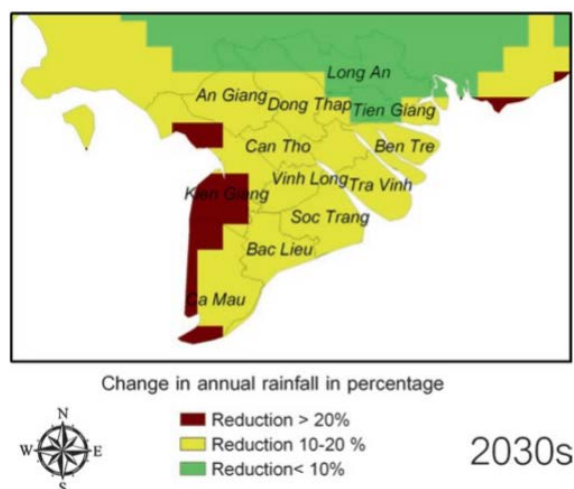 Long An
An Giang
Dong Thap
Tien Giang
Can Tho
Ben Tre
Vinh Long
Tra Vinh
Kien Giang
Soc Trang
Bac Lieu
Ca Mau
Change in annual rainfall in percentage
N
W
E
S
Reduction > 20%
Reduction 10-20 %
Reduction< 10%
2030s